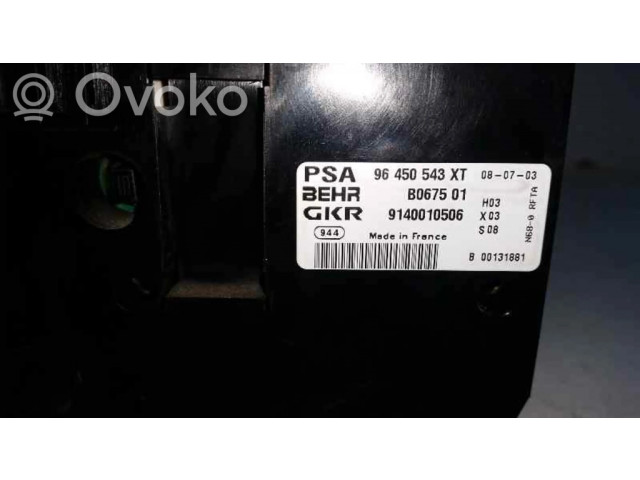 Ovoko
PSA 96 450 543 XT 08-07-03
BEHR B0675 01 H03
GKR 9140010506 X03
944 Made in France S08
N68-0 RFTA
B 00131881